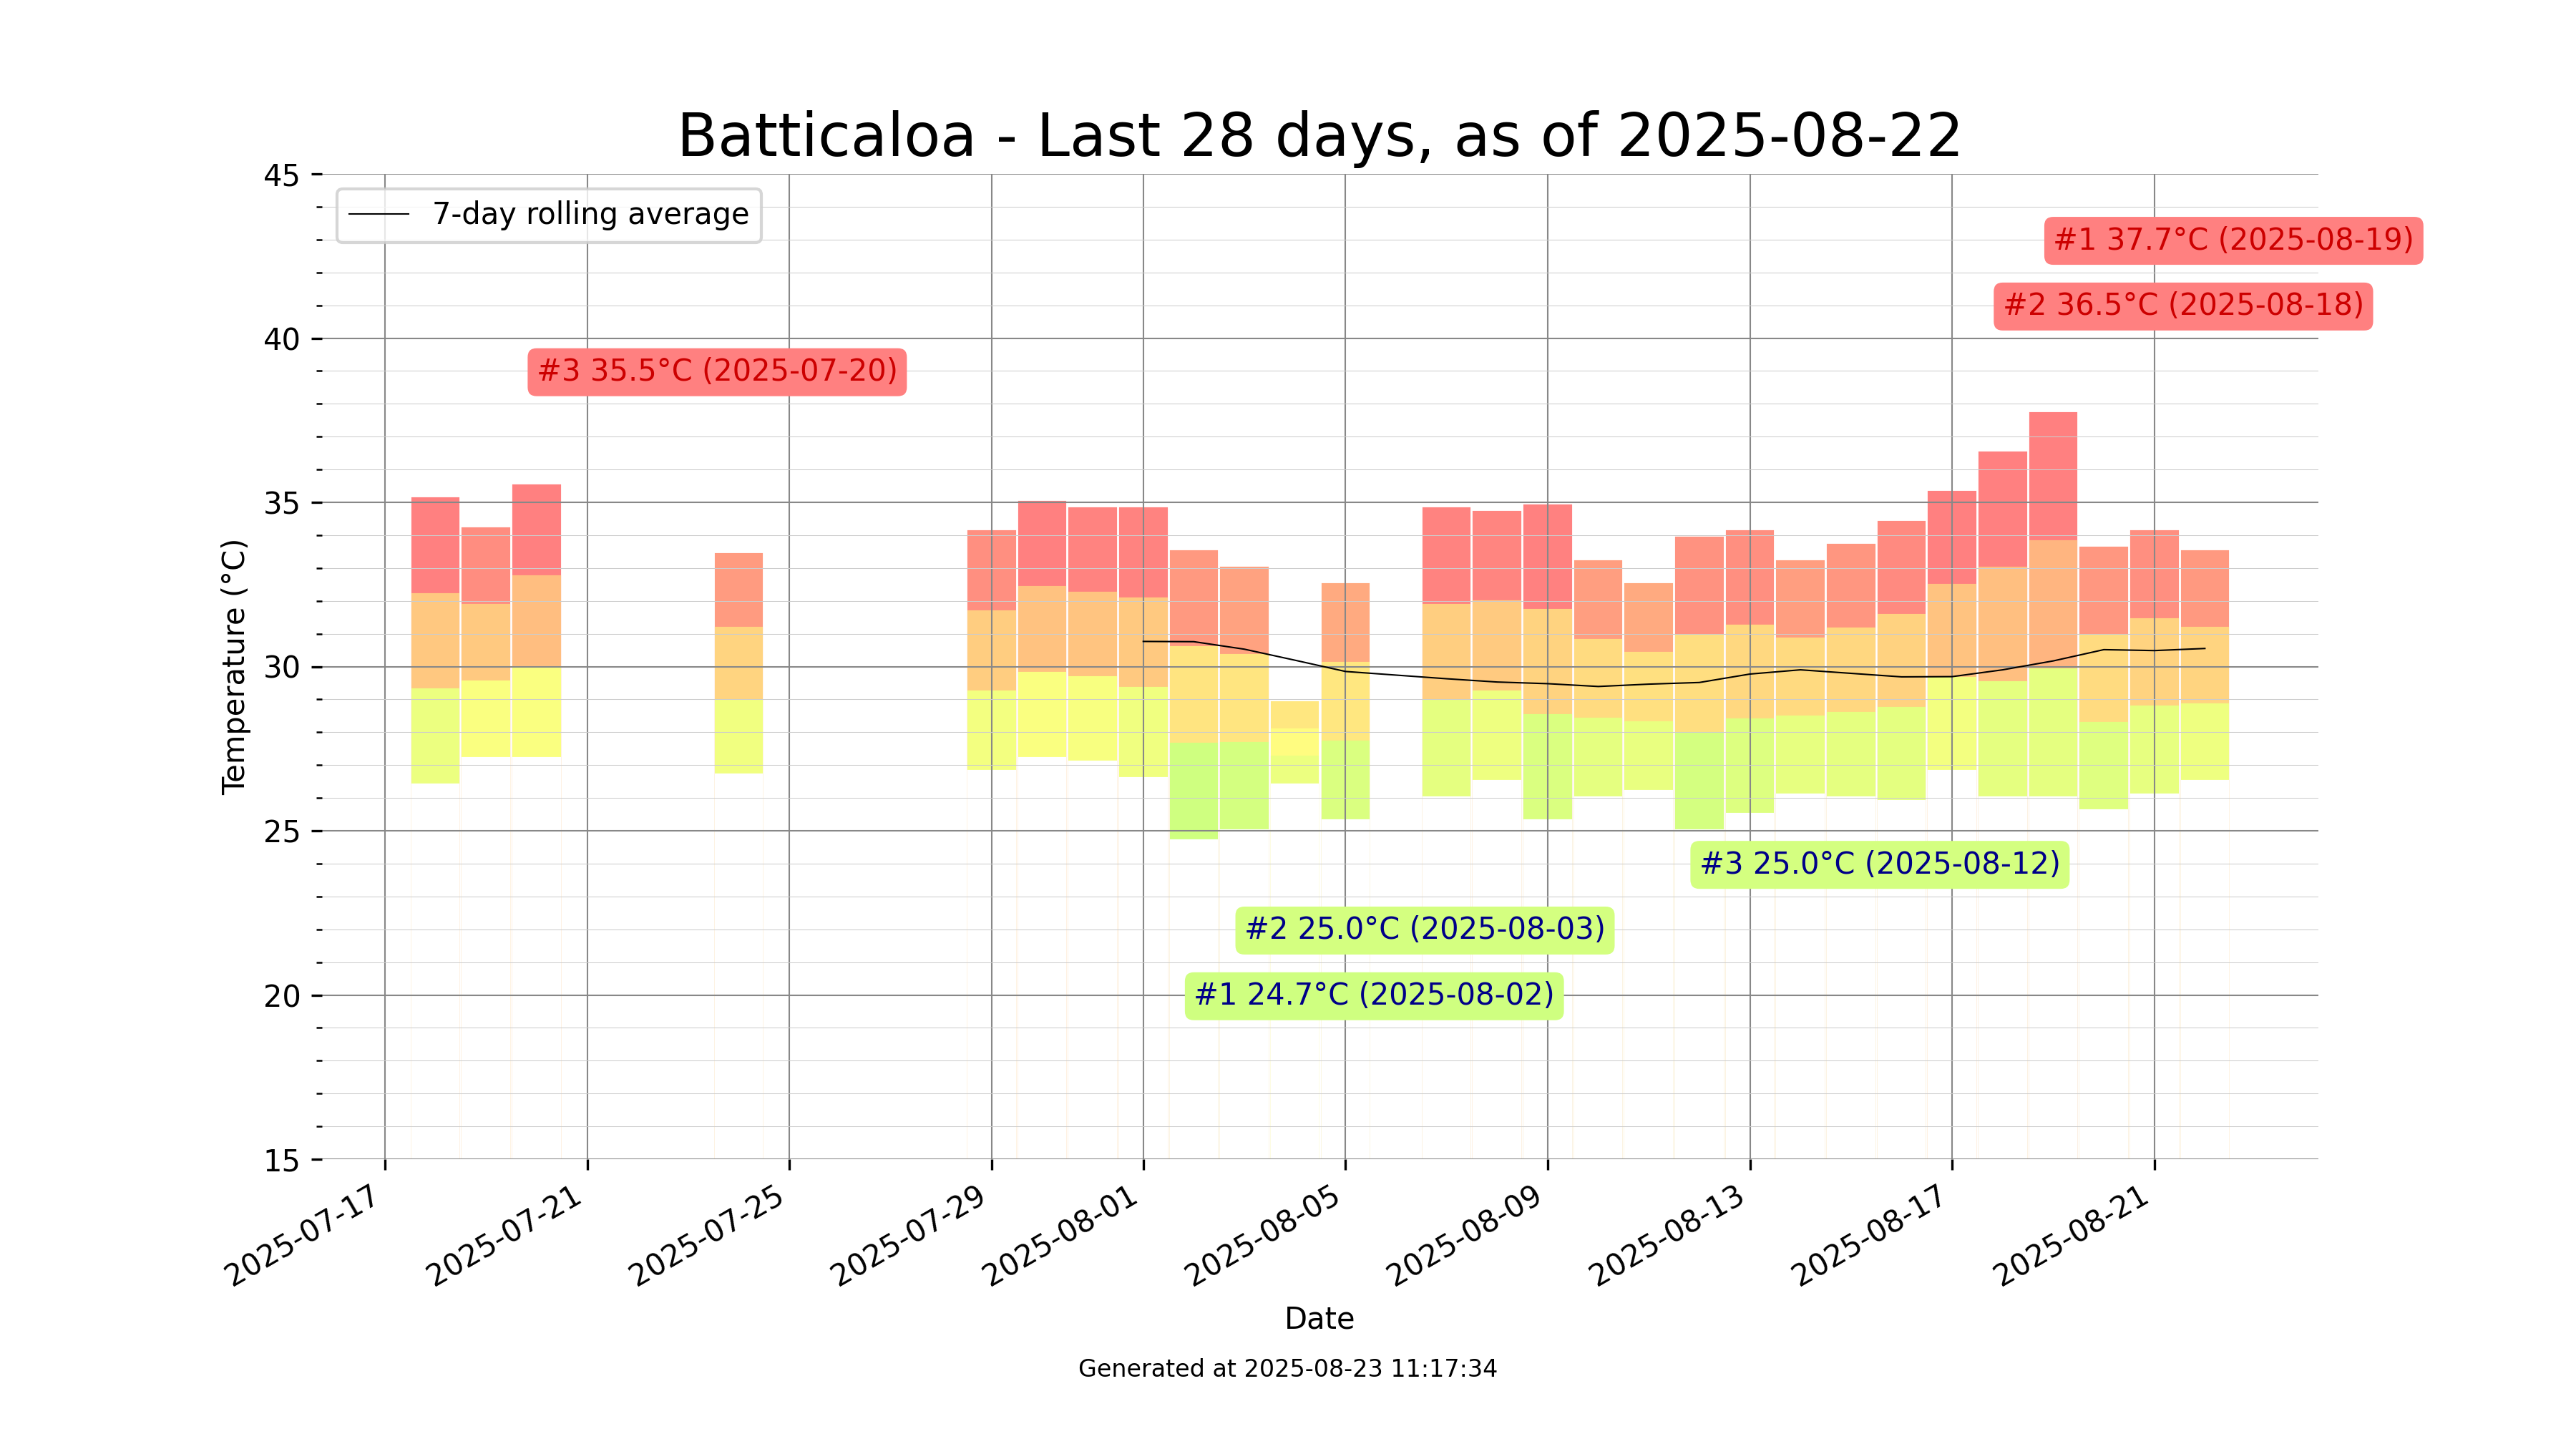 Batticaloa - Last 28 days, as of 2025-08-22
45
7-day rolling average
#1 37.7°C (2025-08-19)
#2 36.5°C (2025-08-18)
40
#3 35.5°C (2025-07-20)
35
30
Temperature (°C)
25
#3 25.0°C (2025-08-12)
#2 25.0°C (2025-08-03)
20
#1 24.7°C (2025-08-02)
15
2025-07-17
2025-07-21
2025-07-25
2025-07-29
2025-08-01
2025-08-05
2025-08-09
2025-08-13
2025-08-17
2025-08-21
Date
Generated at 2025-08-23 11:17:34